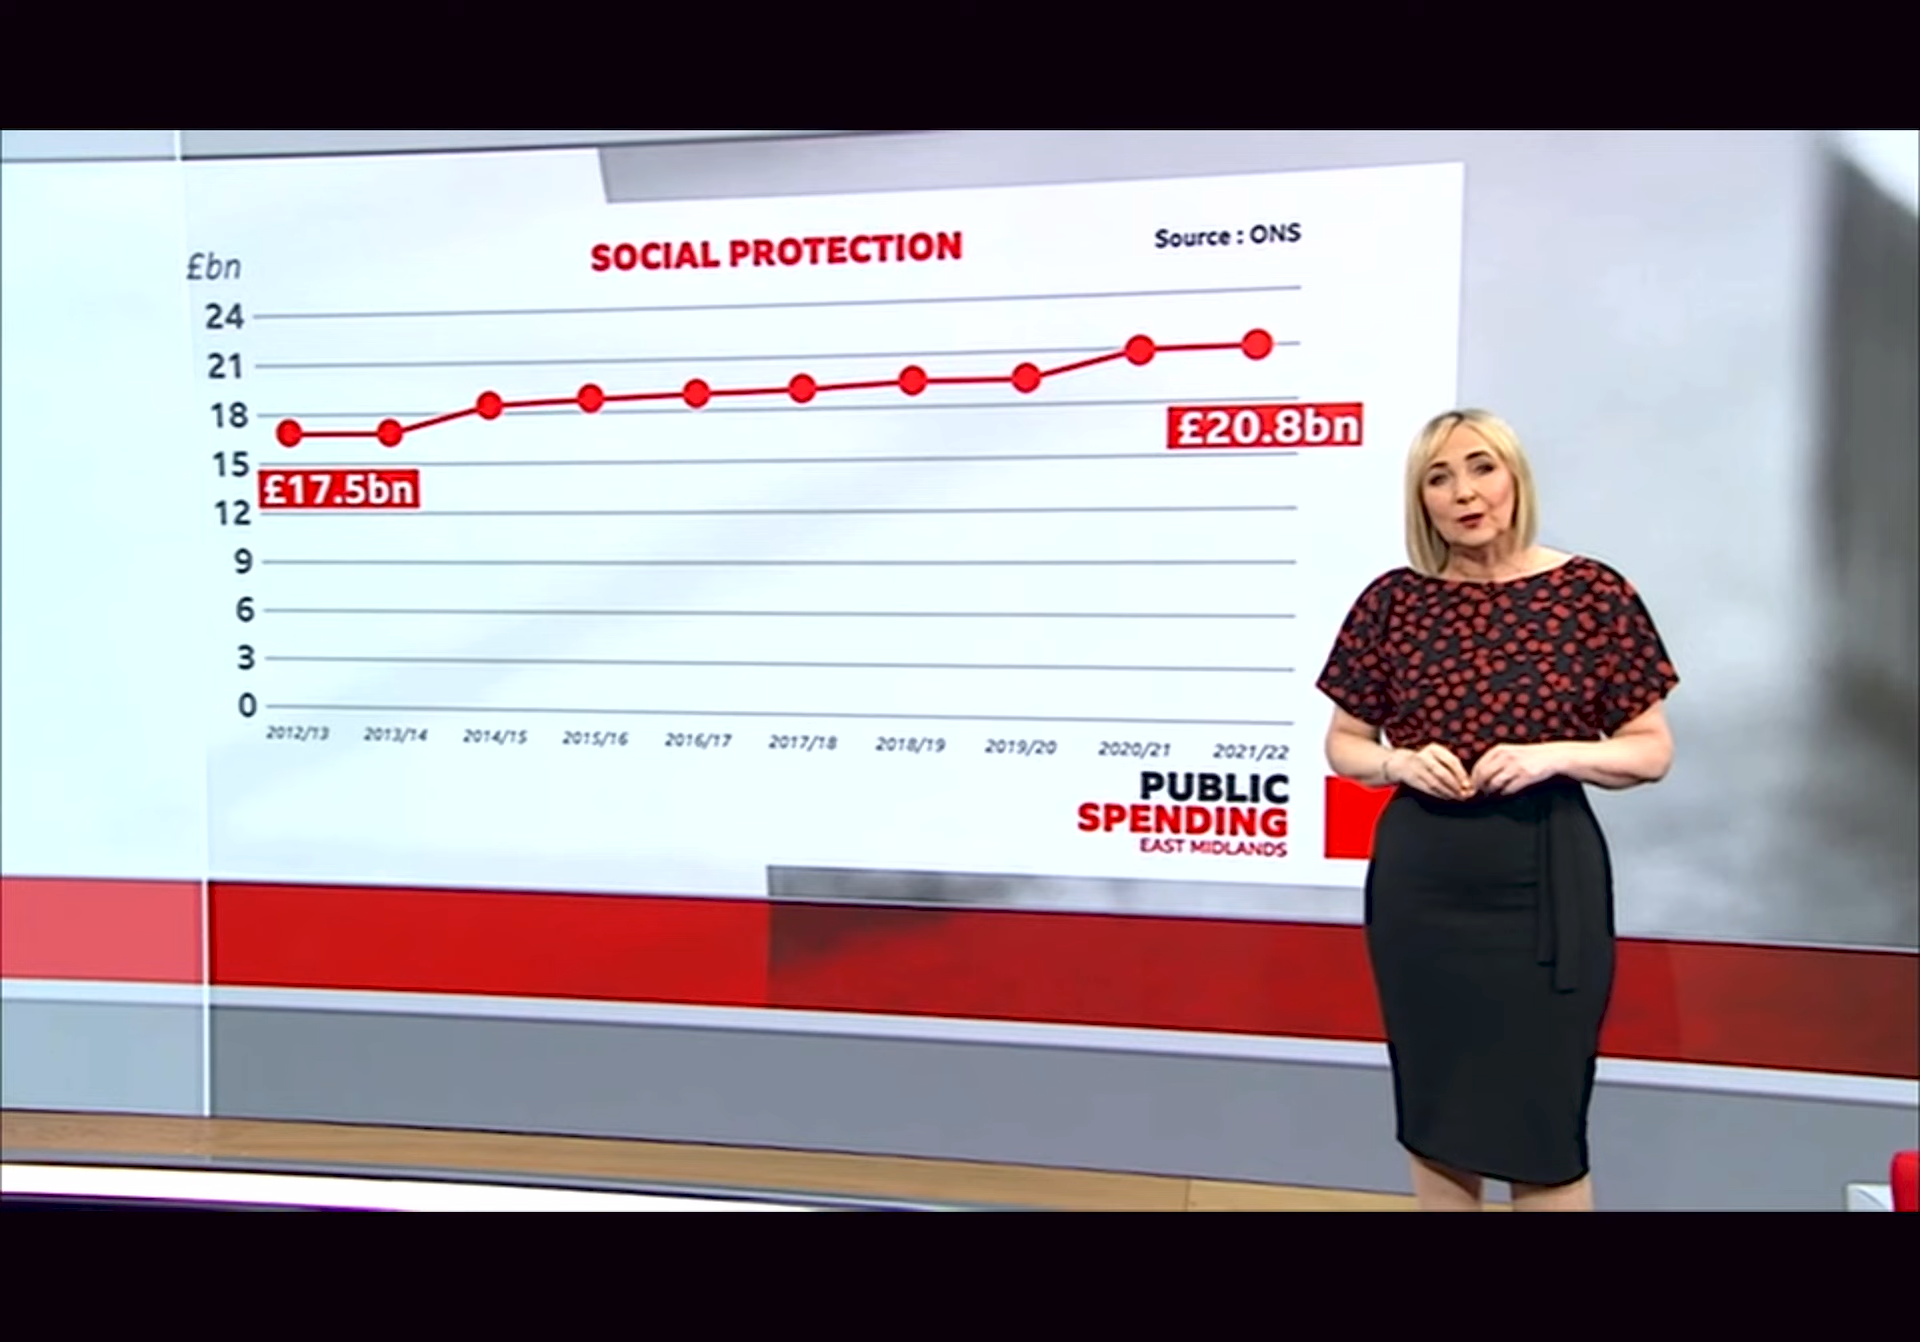 SOCIAL PROTECTION
Source : ONS
£bn
24
21
18
15
12
9
6
3
0
£17.5bn
£20.8bn
2012/13 2013/14 2014/15 2015/16 2016/17 2017/18 2018/19 2019/20 2020/21 2021/22
PUBLIC
SPENDING
EAST MIDLANDS